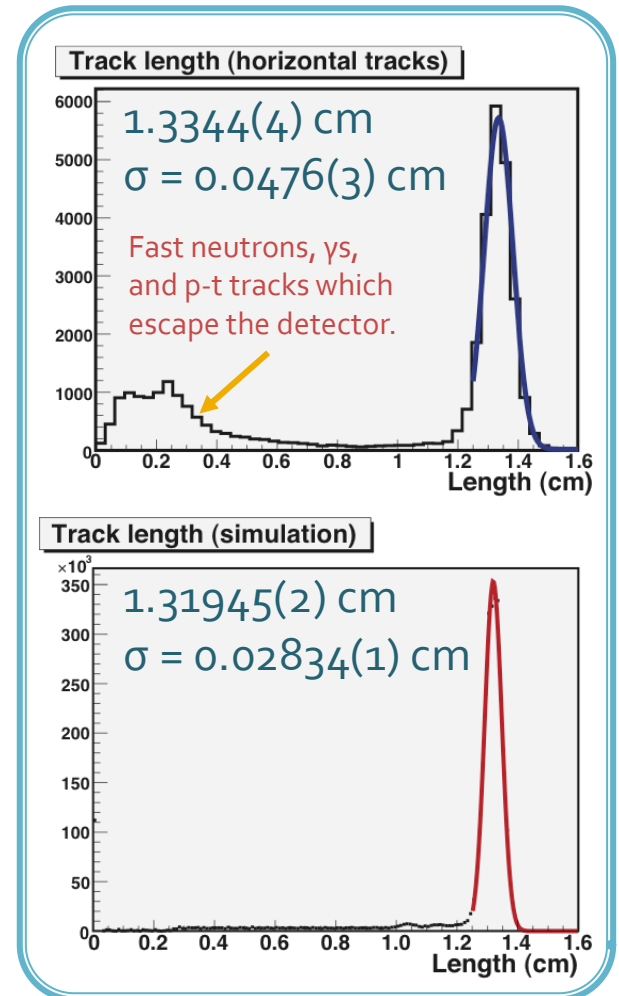 Track length (horizontal tracks)
1.3344(4) cm
σ = 0.0476(3) cm
Fast neutrons, γs,
and p-t tracks which
escape the detector.
6000
5000
4000
3000
2000
1000
0
0 0.2 0.4 0.6 0.8 1 1.2 1.4 1.6
Length (cm)
Track length (simulation)
×10³
1.31945(2) cm
σ = 0.02834(1) cm
350
300
250
200
150
100
50
0
0 0.2 0.4 0.6 0.8 1.0 1.2 1.4 1.6
Length (cm)